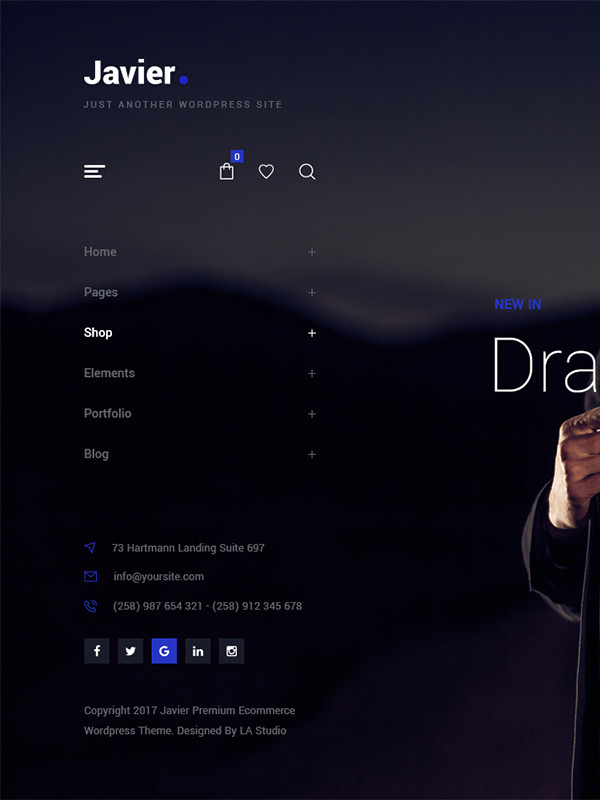 Javier.
JUST ANOTHER WORDPRESS SITE
0
Home +
Pages +
Shop +
Elements +
Portfolio +
Blog +
NEW IN
Dra
73 Hartmann Landing Suite 697
info@yoursite.com
(258) 987 654 321 - (258) 912 345 678
f G in
Copyright 2017 Javier Premium Ecommerce
Wordpress Theme. Designed By LA Studio